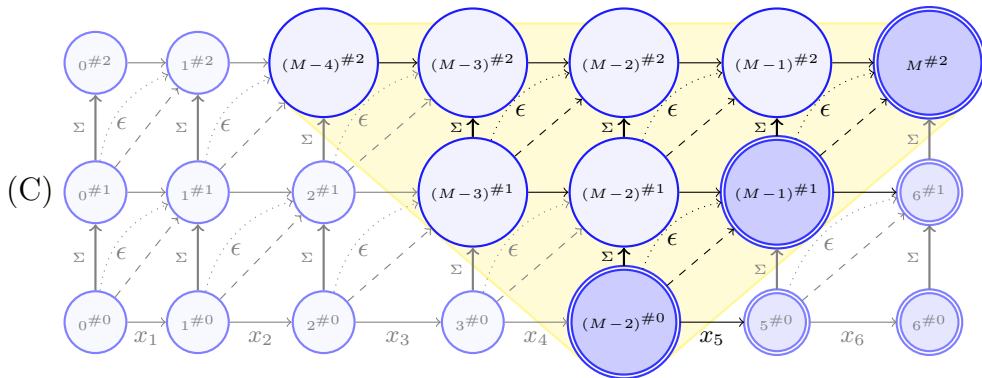 0#2 1#2 (M−4)#2 (M−3)#2 (M−2)#2 (M−1)#2 M#2
ϵ ϵ ϵ ϵ ϵ ϵ
Σ Σ Σ Σ Σ Σ Σ
(C) 0#1 1#1 2#1 (M−3)#1 (M−2)#1 (M−1)#1 6#1
ϵ ϵ ϵ ϵ ϵ ϵ
Σ Σ Σ Σ Σ Σ Σ
0#0 1#0 2#0 3#0 (M−2)#0 5#0 6#0
x1 x2 x3 x4 x5 x6